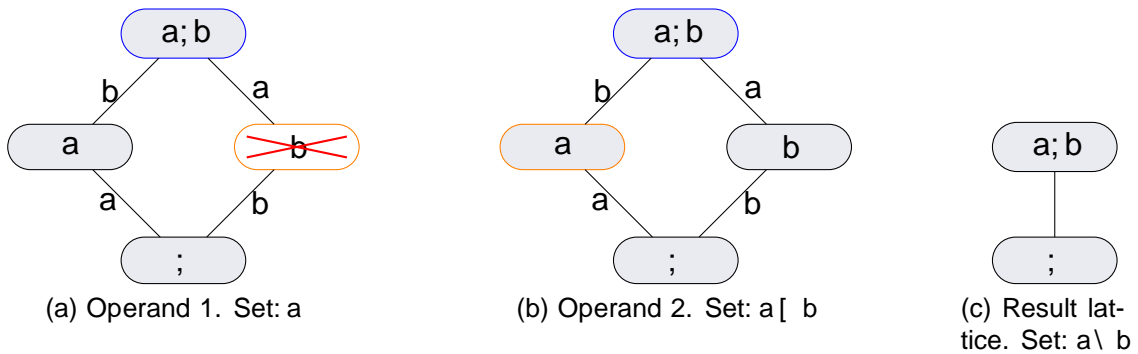 a; b a; b
b a b a
a b a b a; b
a b a b
; ; ;
(a) Operand 1. Set: a (b) Operand 2. Set: a [ b (c) Result lat-
tice. Set: a \ b